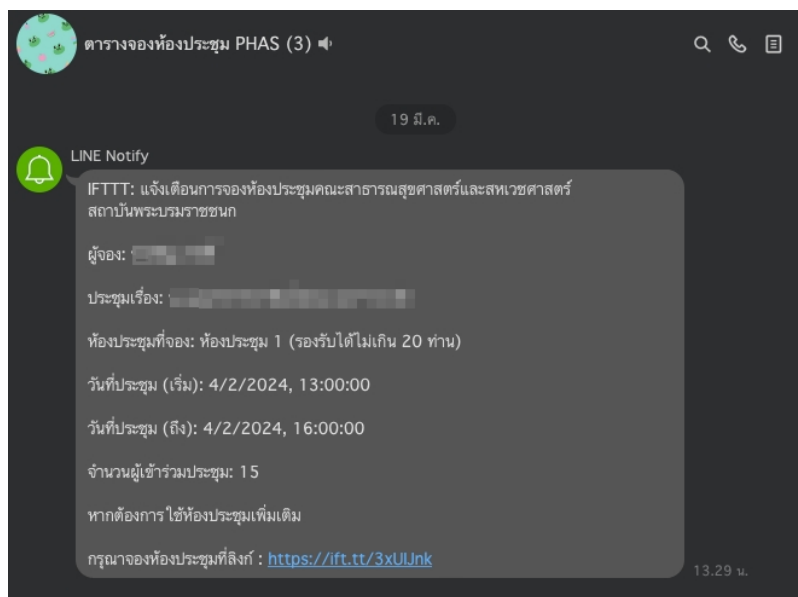 ตารางจองห้องประชุม PHAS (3)
19 มี.ค.
LINE Notify
IFTTT: แจ้งเตือนการจองห้องประชุมคณะสาธารณสุขศาสตร์และสหเวชศาสตร์
สถาบันพระบรมราชชนก
ผู้จอง:
ประชุมเรื่อง:
ห้องประชุมที่จอง: ห้องประชุม 1 (รองรับได้ไม่เกิน 20 ท่าน)
วันที่ประชุม (เริ่ม): 4/2/2024, 13:00:00
วันที่ประชุม (ถึง): 4/2/2024, 16:00:00
จำนวนผู้เข้าร่วมประชุม: 15
หากต้องการใช้ห้องประชุมเพิ่มเติม
กรุณาจองห้องประชุมที่ลิงก์ : https://ift.tt/3xUlJnk
13.29 น.